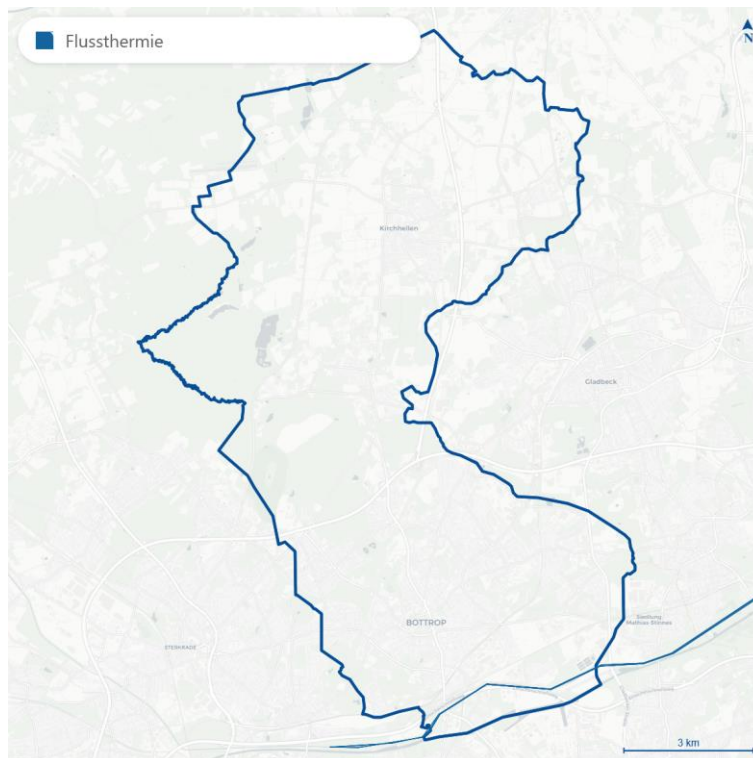 Flussthermie
N
Kirchhellen
Gladbeck
BOTTROP
Siedlung
Mathias Stinnes
STERKRADE
3 km